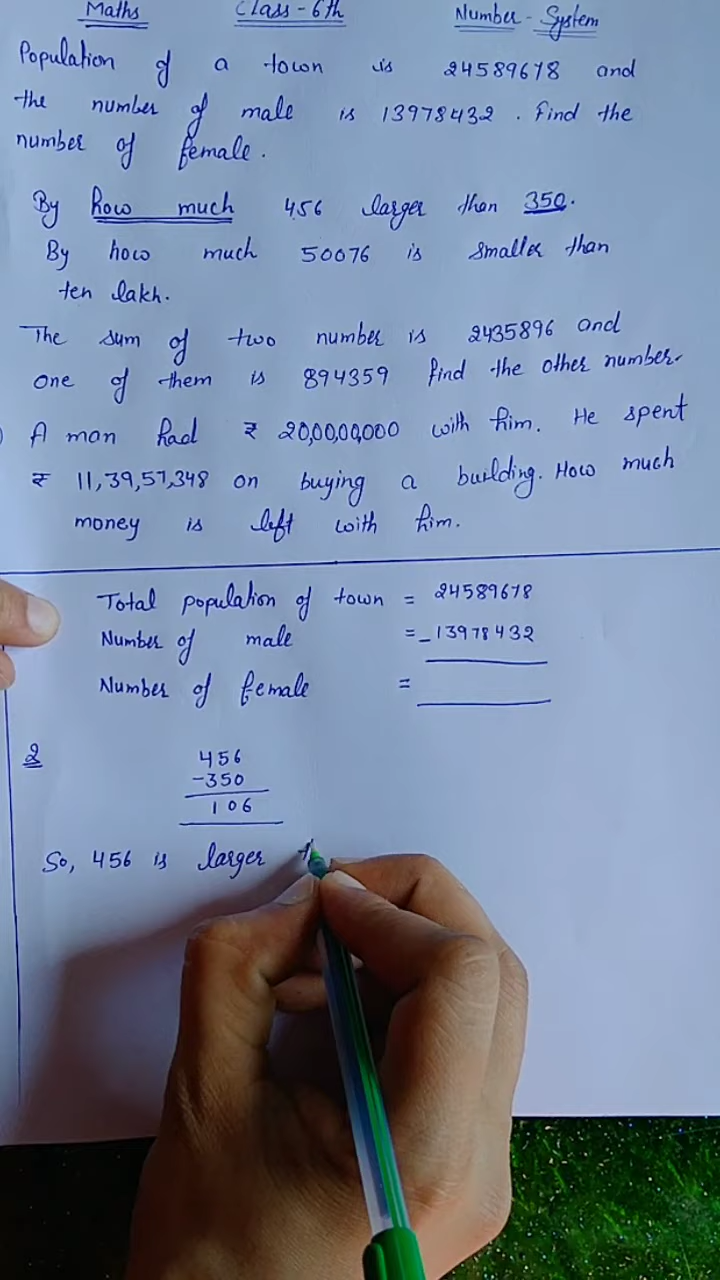 Maths Class-6th Number-System
Population of a town is 24589678 and
the number of male is 13978432. find the
number of female.
By how much 456 larger than 350.
By how much 50076 is smaller than
ten lakh.
The sum of two number is 2435896 and
one of them is 894359 find the other number.
) A man had ₹ 20,00,00,000 with him. He spent
₹ 11,39,57,348 on buying a building. How much
money is left with him.
Total population of town = 24589678
Number of male =-13978432
Number of female =
2
456
-350
106
So, 456 is larger